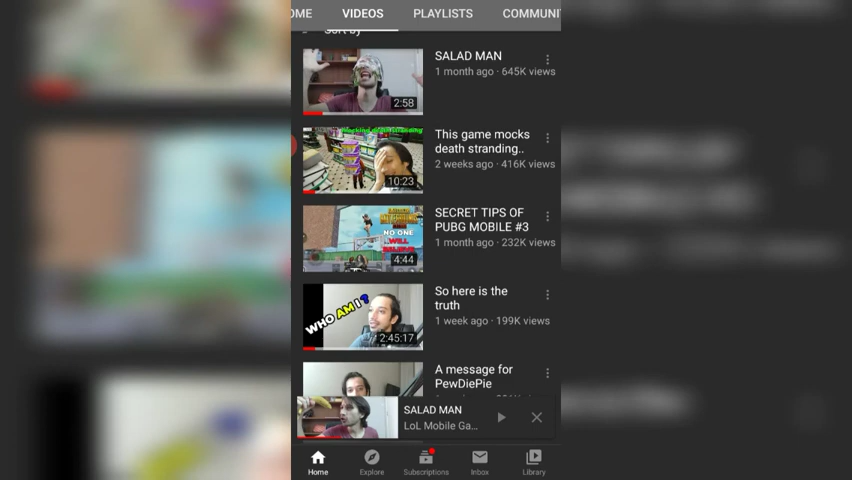 OME VIDEOS PLAYLISTS COMMUNI
Sort by
SALAD MAN
1 month ago · 645K views
2:58
This game mocks
death stranding..
2 weeks ago · 416K views
10:23
SECRET TIPS OF
PUBG MOBILE #3
1 month ago · 232K views
NO ONE
WILL
4:44
So here is the
truth
1 week ago · 199K views
WHO AM I?
2:45:17
A message for
PewDiePie
SALAD MAN
LoL Mobile Ga...
Home Explore Subscriptions Inbox Library